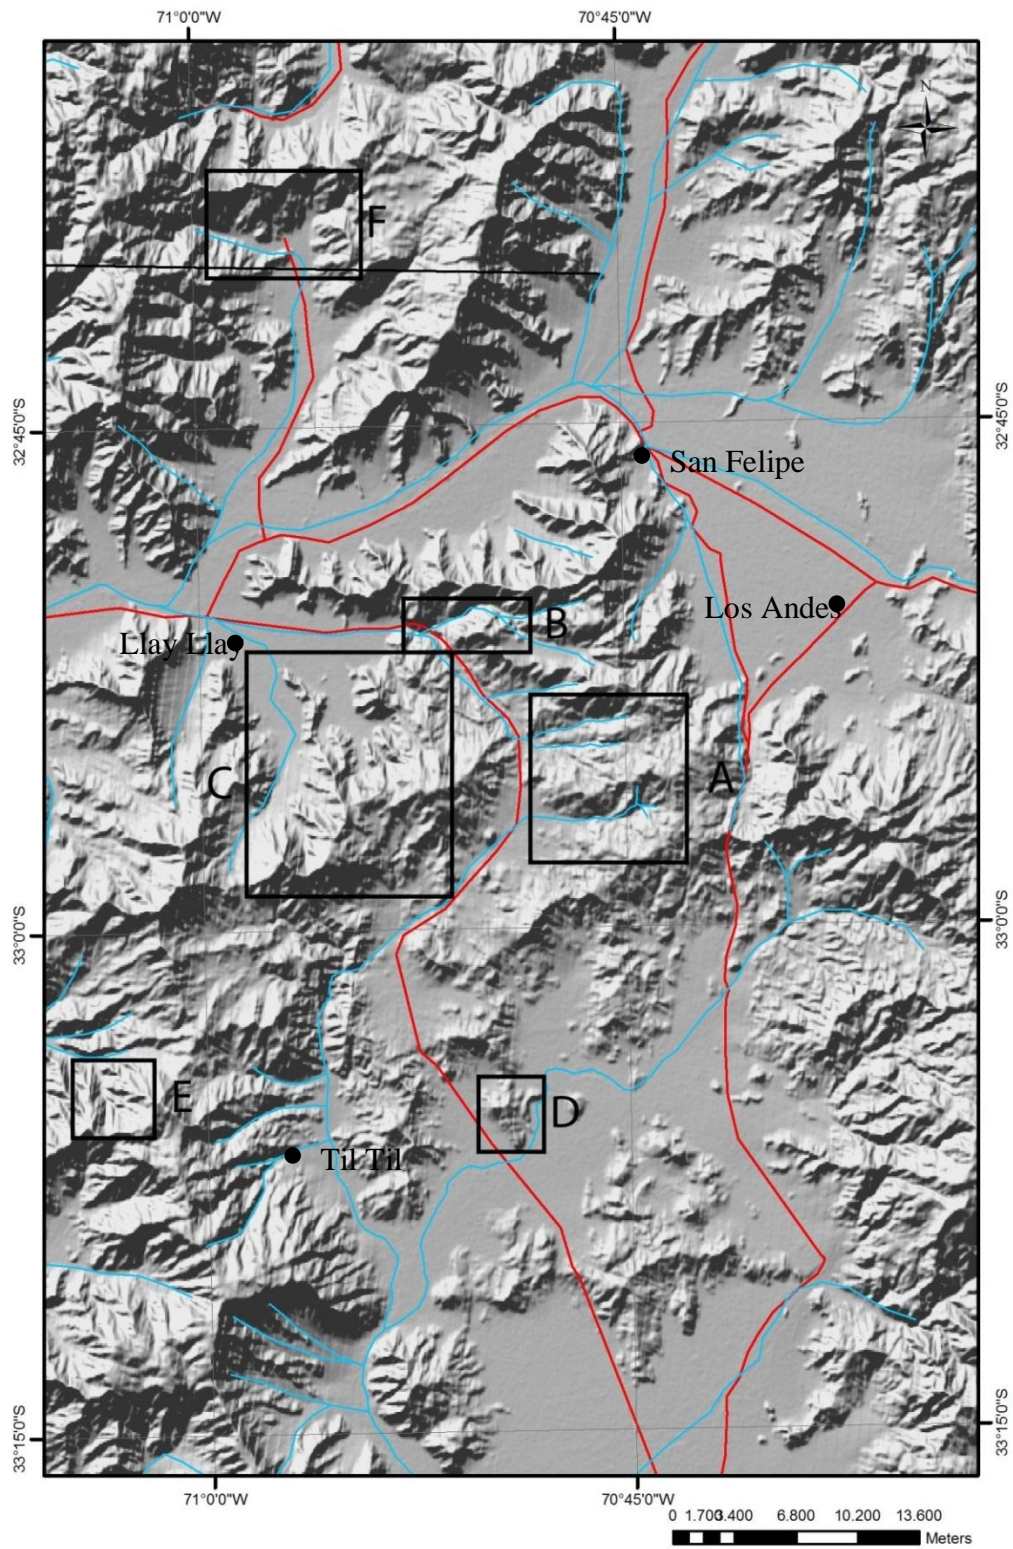 71°0'0"W 70°45'0"W
N
F
32°45'0"S 32°45'0"S
San Felipe
Los Andes
B
Llay Llay
C A
33°0'0"S 33°0'0"S
E D
Til Til
33°15'0"S 33°15'0"S
71°0'0"W 70°45'0"W
0 1.700 3.400 6.800 10.200 13.600
Meters